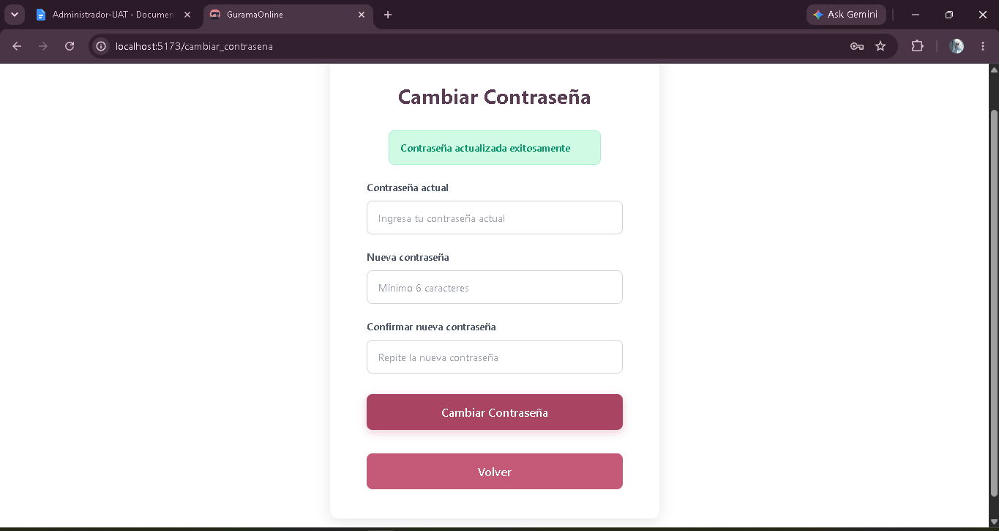 Administrador-UAT - Documen
GuramaOnline
Ask Gemini
localhost:5173/cambiar_contrasena
Cambiar Contraseña
Contraseña actualizada exitosamente
Contraseña actual
Ingresa tu contraseña actual
Nueva contraseña
Mínimo 6 caracteres
Confirmar nueva contraseña
Repite la nueva contraseña
Cambiar Contraseña
Volver